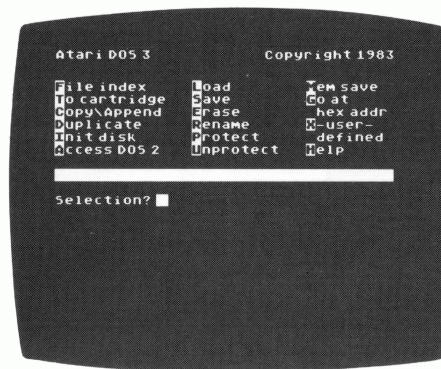 Atari DOS 3
Copyright 1983
File index
To cartridge
Copy\Append
Duplicate
Init disk
Access DOS 2
Load
Save
Erase
Rename
Protect
Unprotect
Mem save
Go at
hex addr
X-user-
defined
Help
Selection?